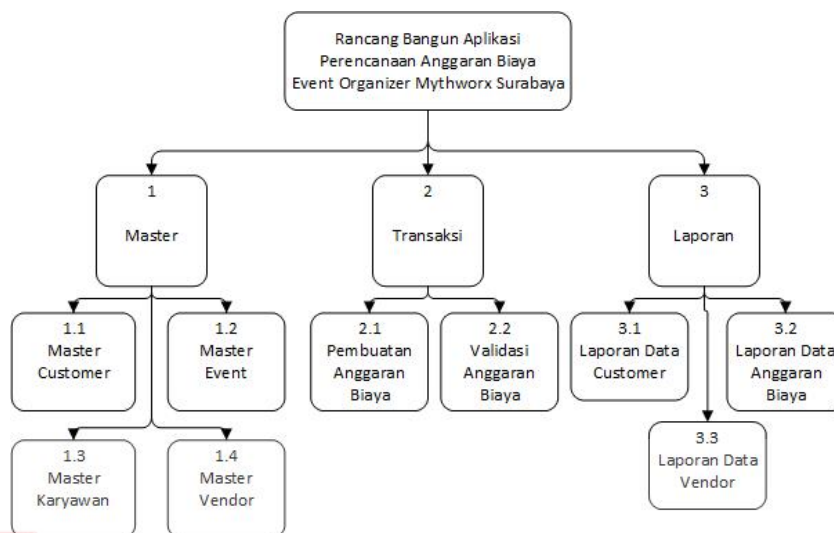 Rancang Bangun Aplikasi
Perencanaan Anggaran Biaya
Event Organizer Mythworx Surabaya
1
Master
2
Transaksi
3
Laporan
1.1
Master
Customer
1.2
Master
Event
2.1
Pembuatan
Anggaran
Biaya
2.2
Validasi
Anggaran
Biaya
3.1
Laporan Data
Customer
3.2
Laporan Data
Anggaran
Biaya
1.3
Master
Karyawan
1.4
Master
Vendor
3.3
Laporan Data
Vendor